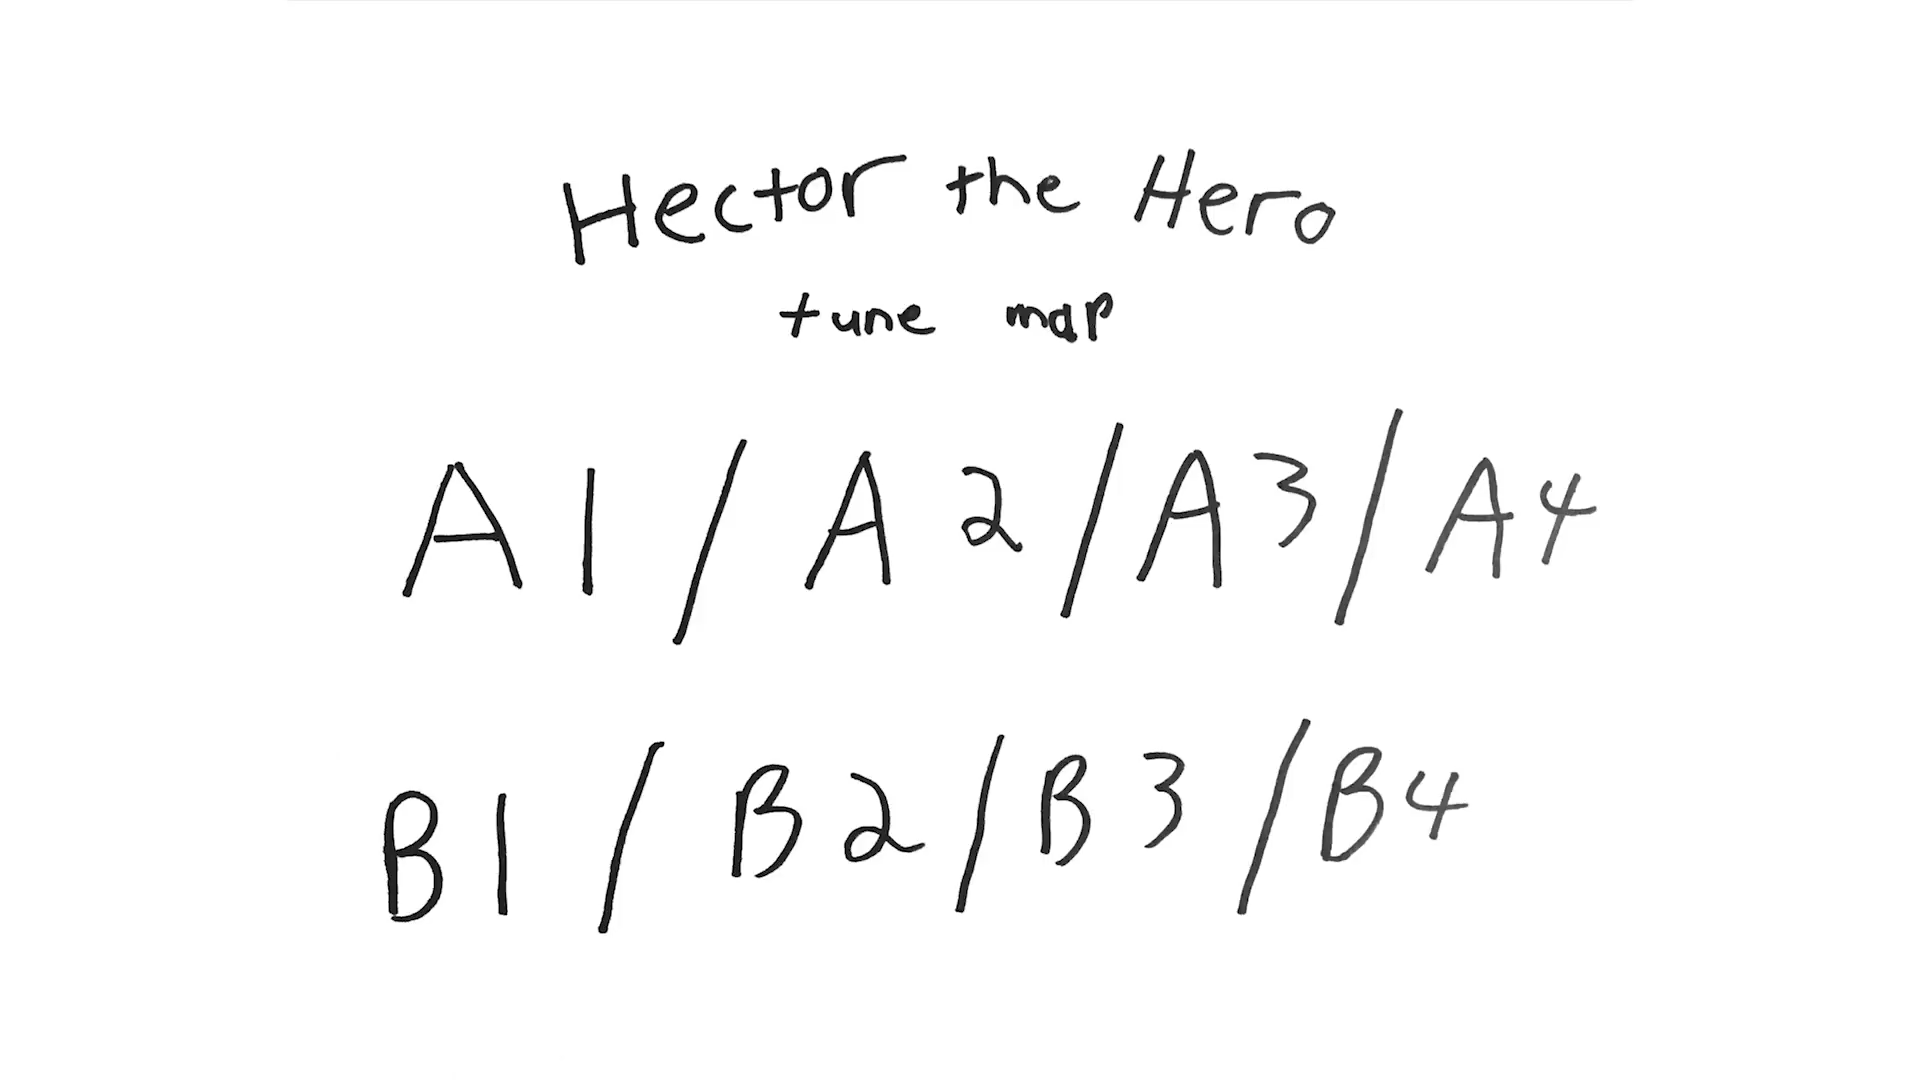 Hector the Hero
tune map
A1 / A2 / A3 / A4
B1 / B2 / B3 / B4